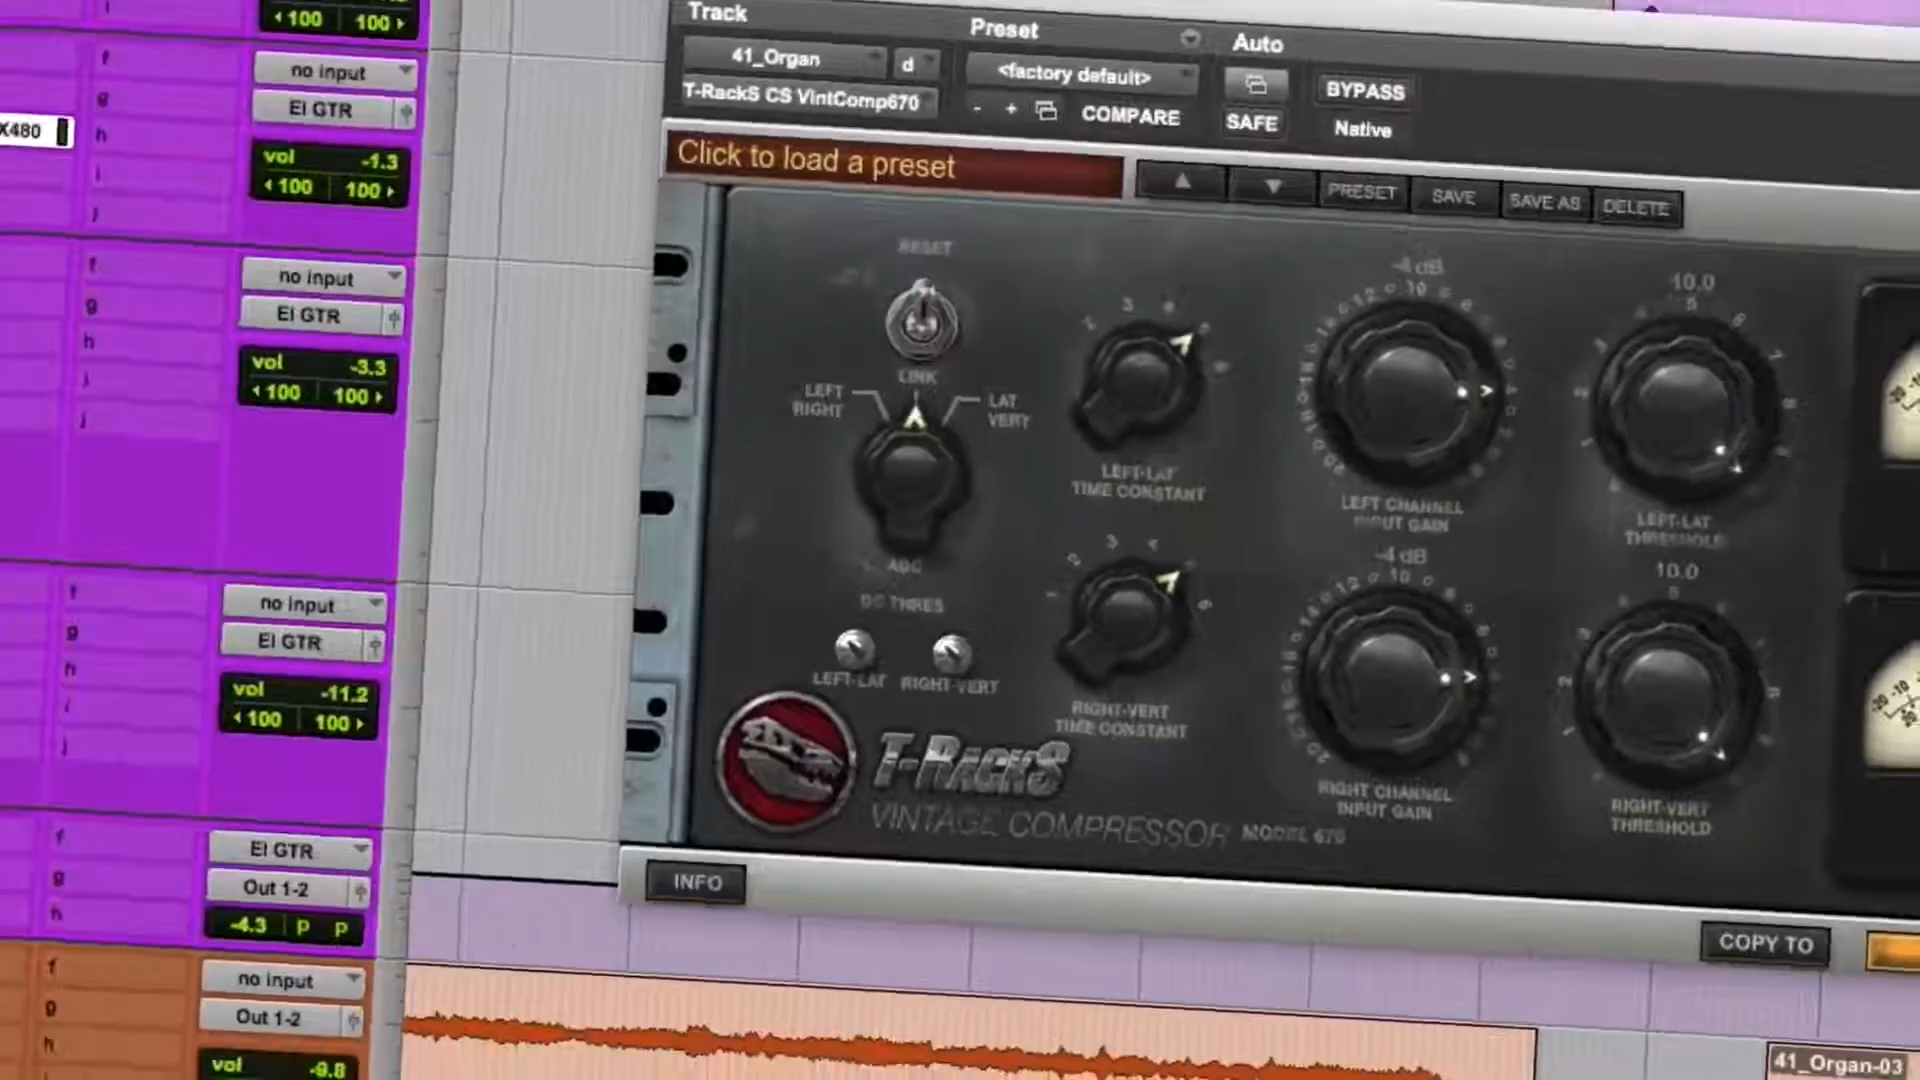 100 100
f
g
h
i
j
no input
El GTR
vol -1.3
100 100
X480
f
g
h
j
no input
El GTR
vol -3.3
100 100
f
g
h
i
j
no input
El GTR
vol -11.2
100 100
f
g
h
El GTR
Out 1-2
-4.3 p p
f
g
h
no input
Out 1-2
vol -9.8
Track
41_Organ
d
T-RackS CS VintComp670
Preset
<factory default>
- + COMPARE
Auto
SAFE
BYPASS
Native
Click to load a preset
PRESET
SAVE
SAVE AS
DELETE
RESET
LINK
LEFT
RIGHT
LAT
VERT
AGC
DC THRES
LEFT-LAT
RIGHT-VERT
LEFT-LAT
TIME CONSTANT
RIGHT-VERT
TIME CONSTANT
-4 dB
LEFT CHANNEL
INPUT GAIN
-4 dB
RIGHT CHANNEL
INPUT GAIN
10.0
LEFT-LAT
THRESHOLD
10.0
RIGHT-VERT
THRESHOLD
T-RackS
VINTAGE COMPRESSOR MODEL 670
INFO
COPY TO
41_Organ-03